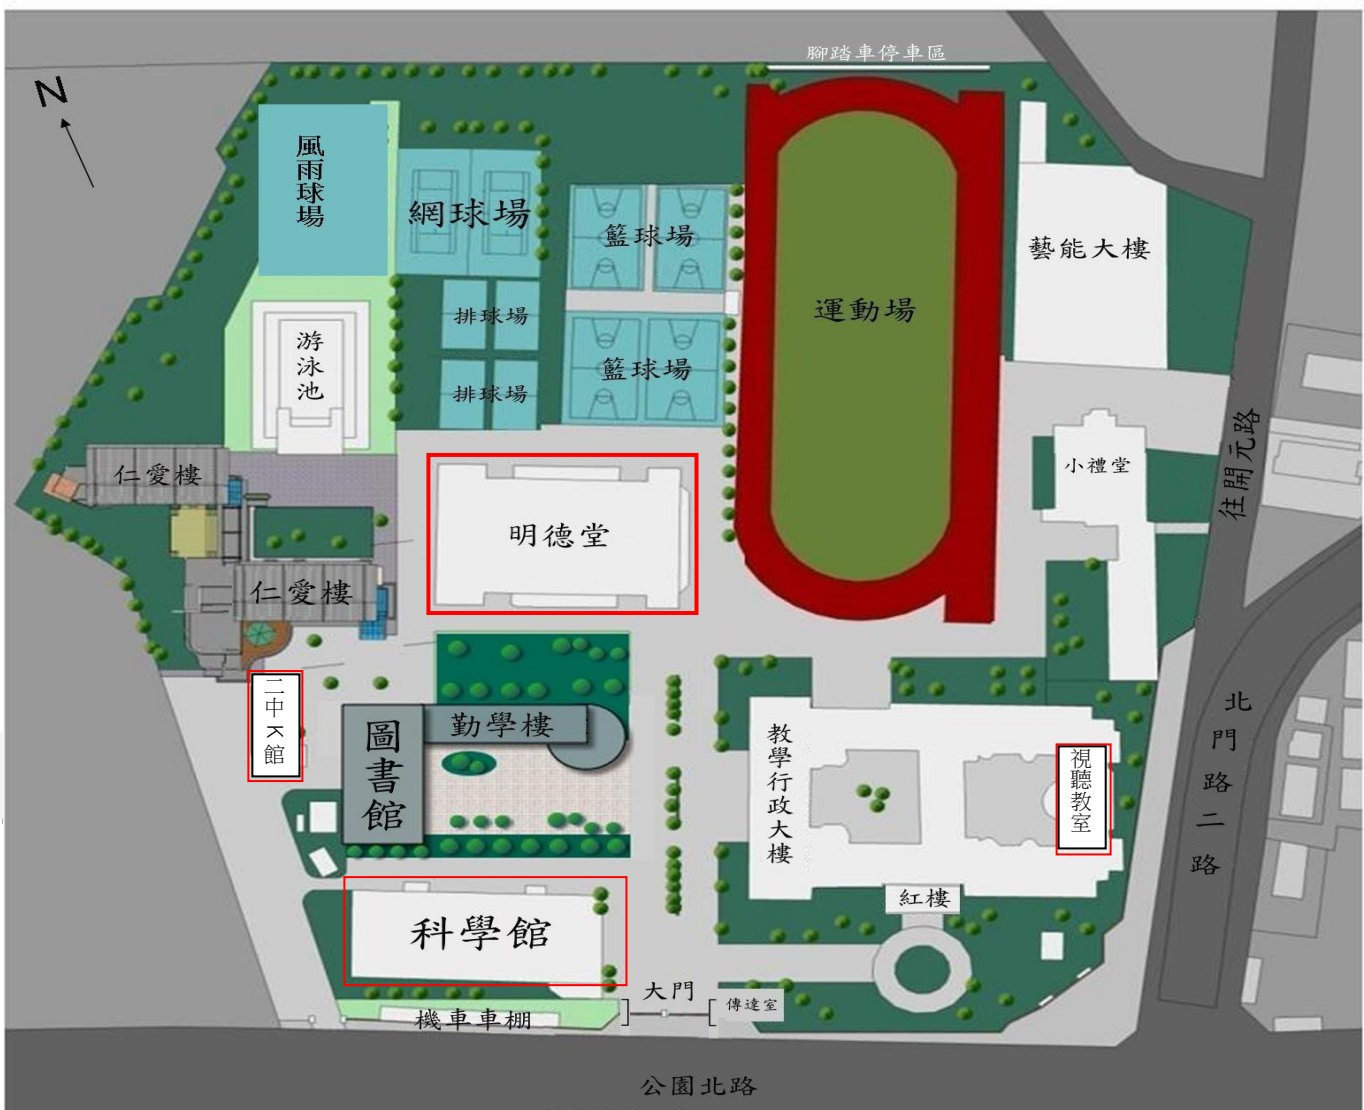 腳踏車停車區
N
風雨球場
網球場
籃球場
藝能大樓
排球場
運動場
游泳池
籃球場
排球場
往開元路
小禮堂
仁愛樓
明德堂
仁愛樓
二中K館
圖書館
勤學樓
教學行政大樓
視聽教室
北門路二路
紅樓
科學館
大門
傳達室
機車車棚
公園北路